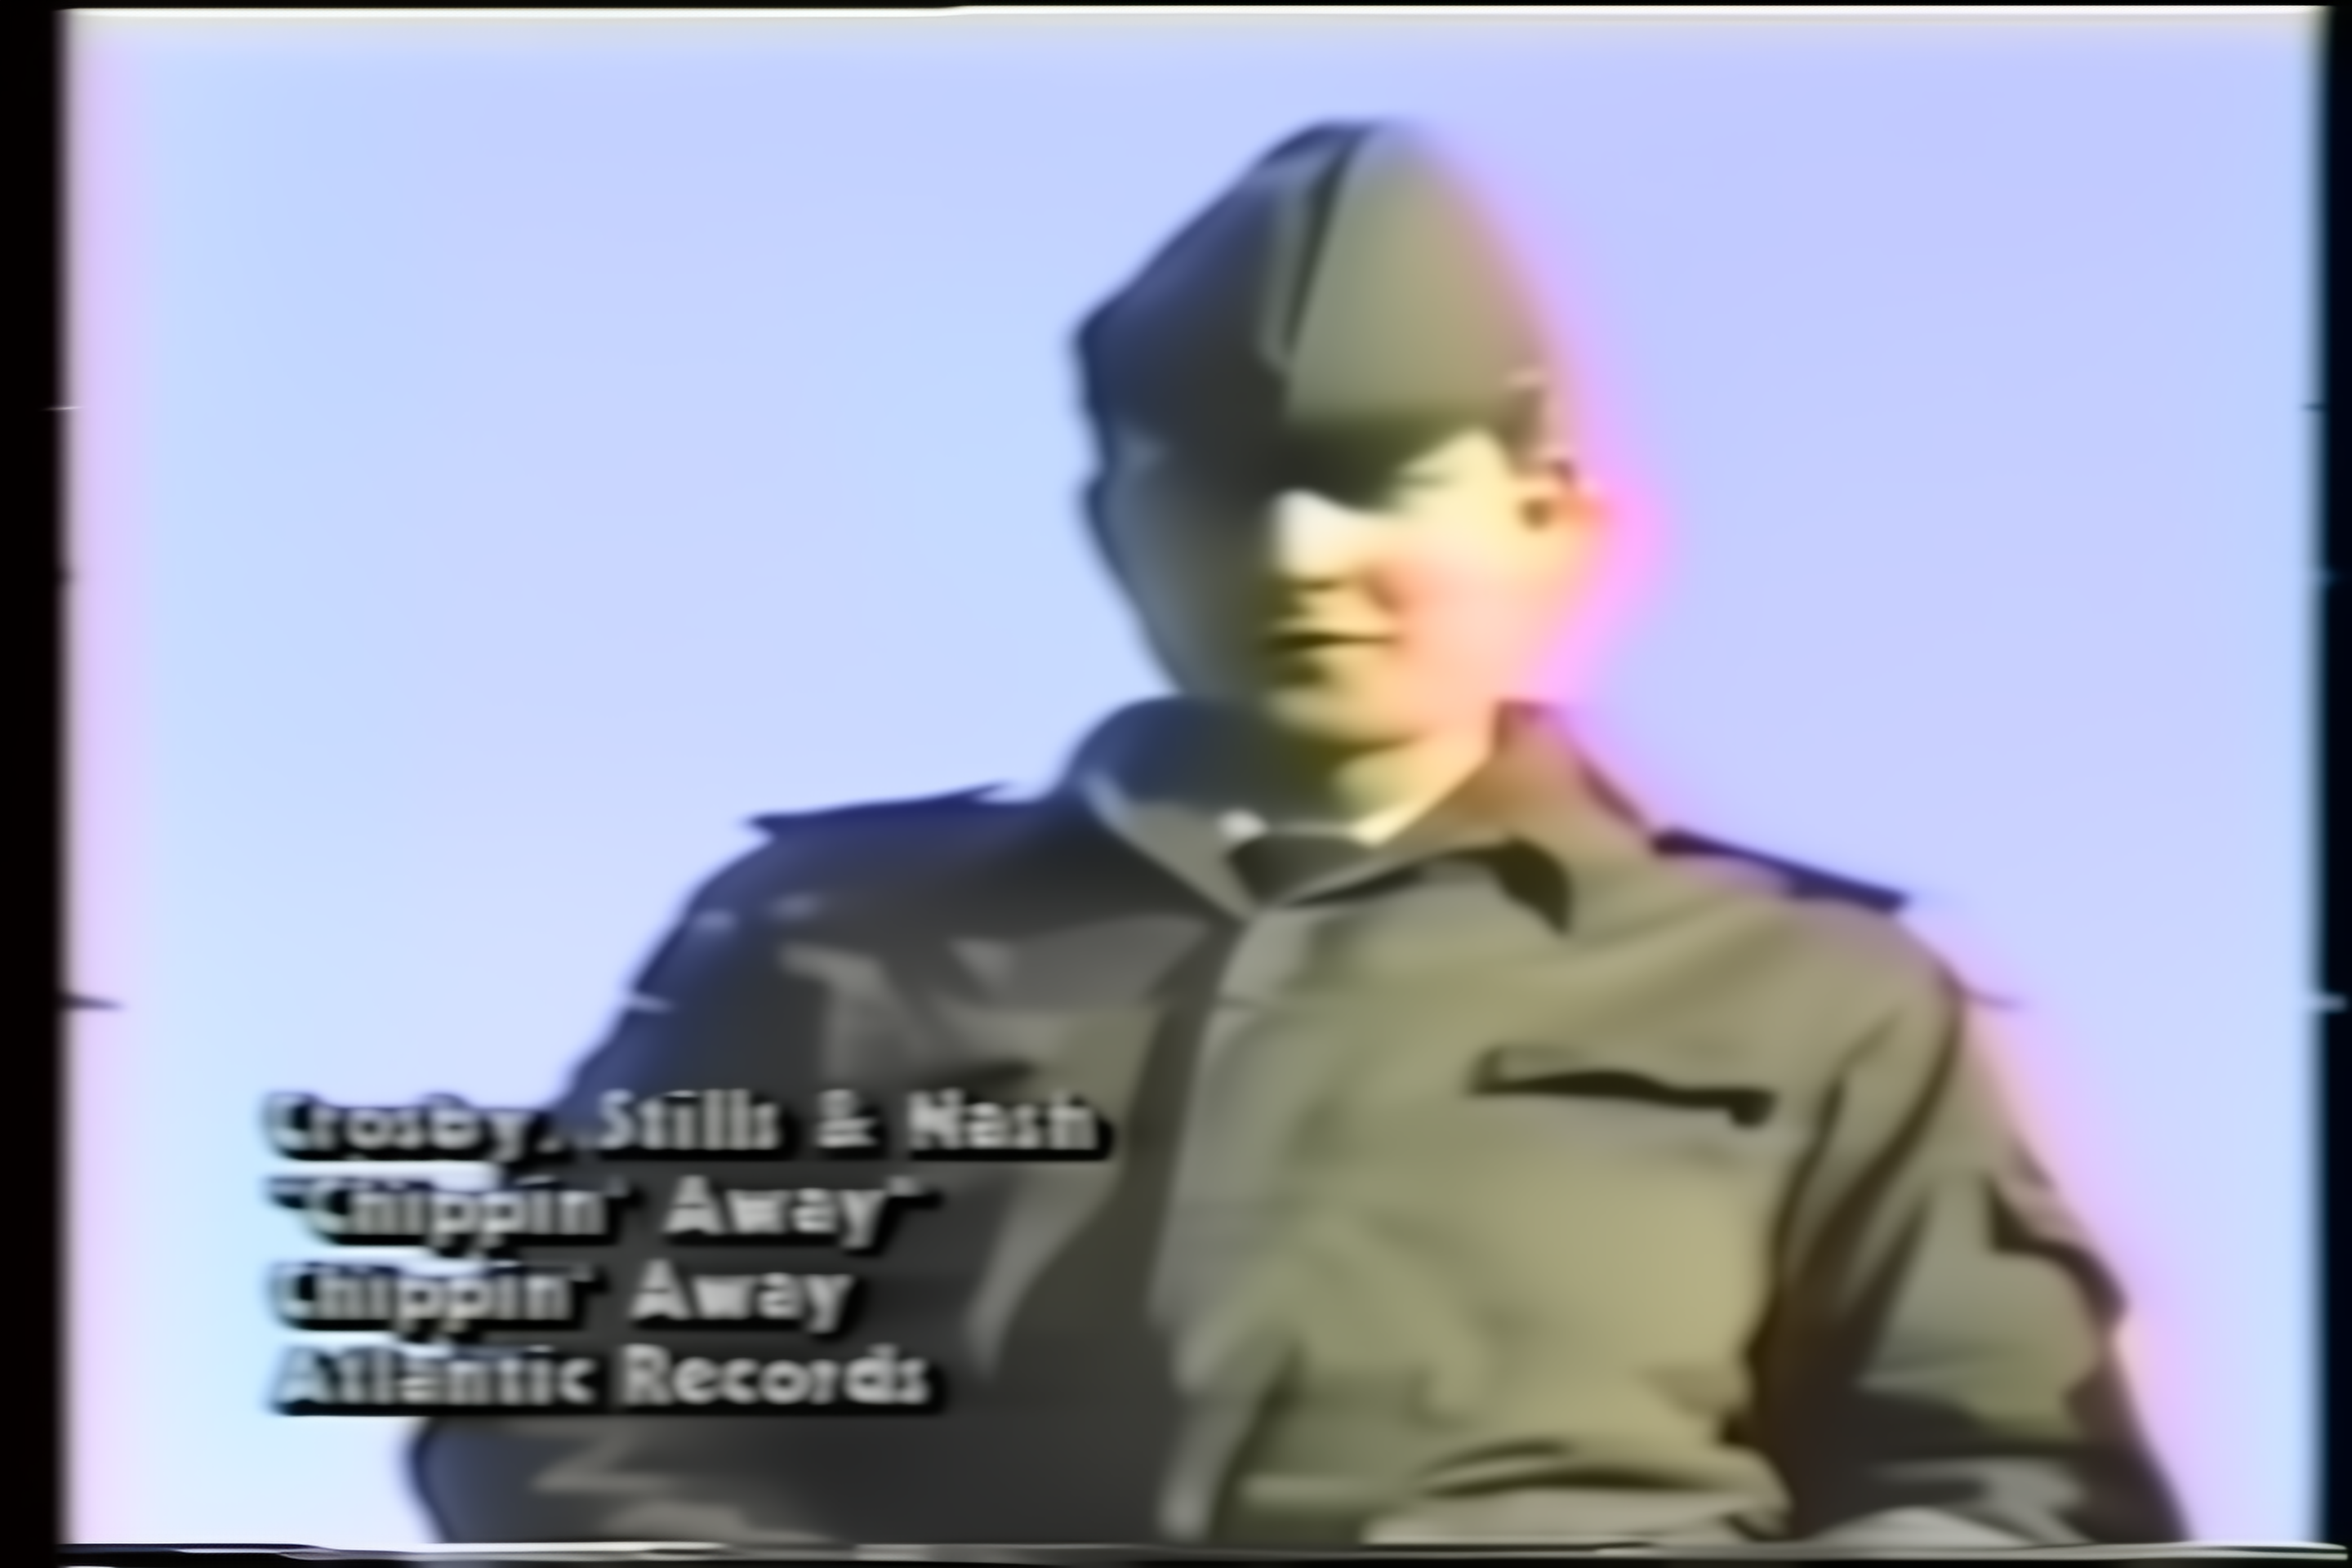 Crosby, Stills & Nash
"Chippin' Away"
Chippin' Away
Atlantic Records